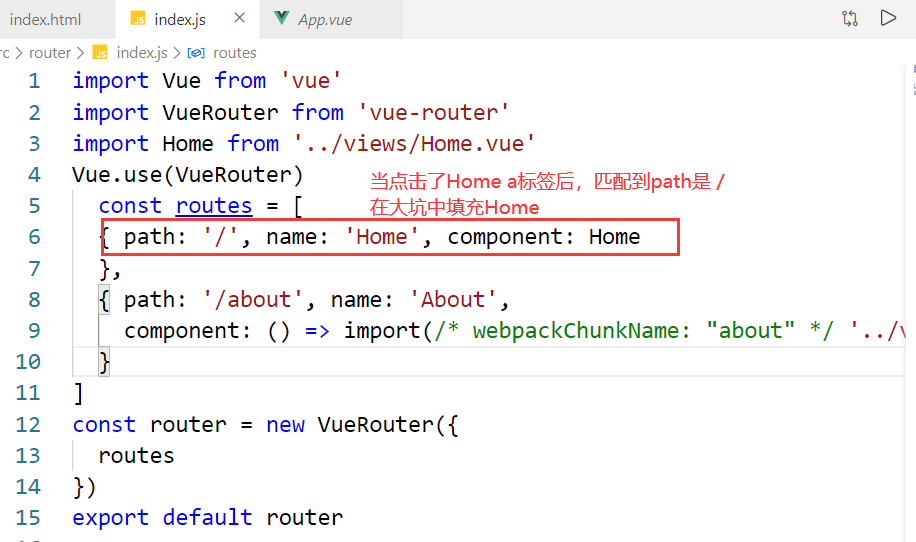 index.html
JS index.js × App.vue
rc > router > JS index.js > routes
1 import Vue from 'vue'
2 import VueRouter from 'vue-router'
3 import Home from '../views/Home.vue'
4 Vue.use(VueRouter)
当点击了Home a标签后，匹配到path是 /
在大坑中填充Home
5 const routes = [
6 { path: '/', name: 'Home', component: Home
7 },
8 { path: '/about', name: 'About',
9 component: () => import(/* webpackChunkName: "about" */ '../v
10 }
11 ]
12 const router = new VueRouter({
13 routes
14 })
15 export default router